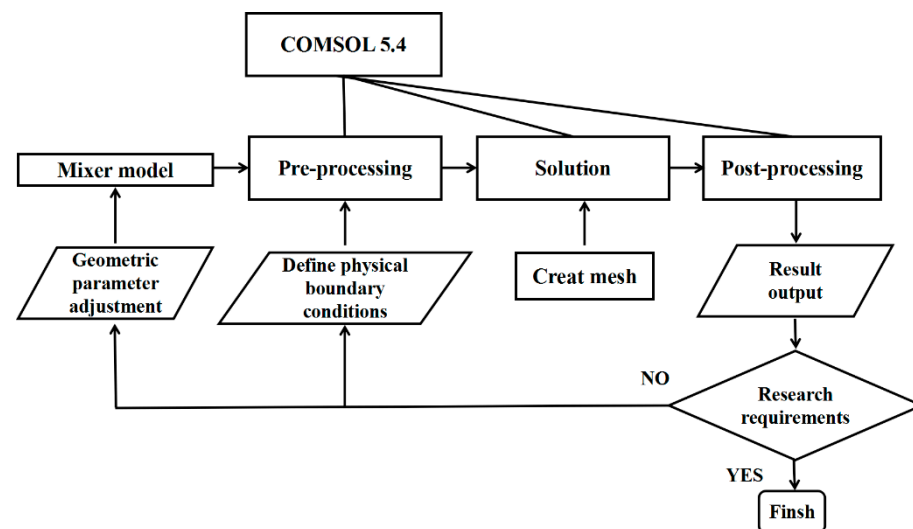 COMSOL 5.4
Mixer model
Pre-processing
Solution
Post-processing
Geometric
parameter
adjustment
Define physical
boundary
conditions
Creat mesh
Result
output
NO
Research
requirements
YES
Finsh